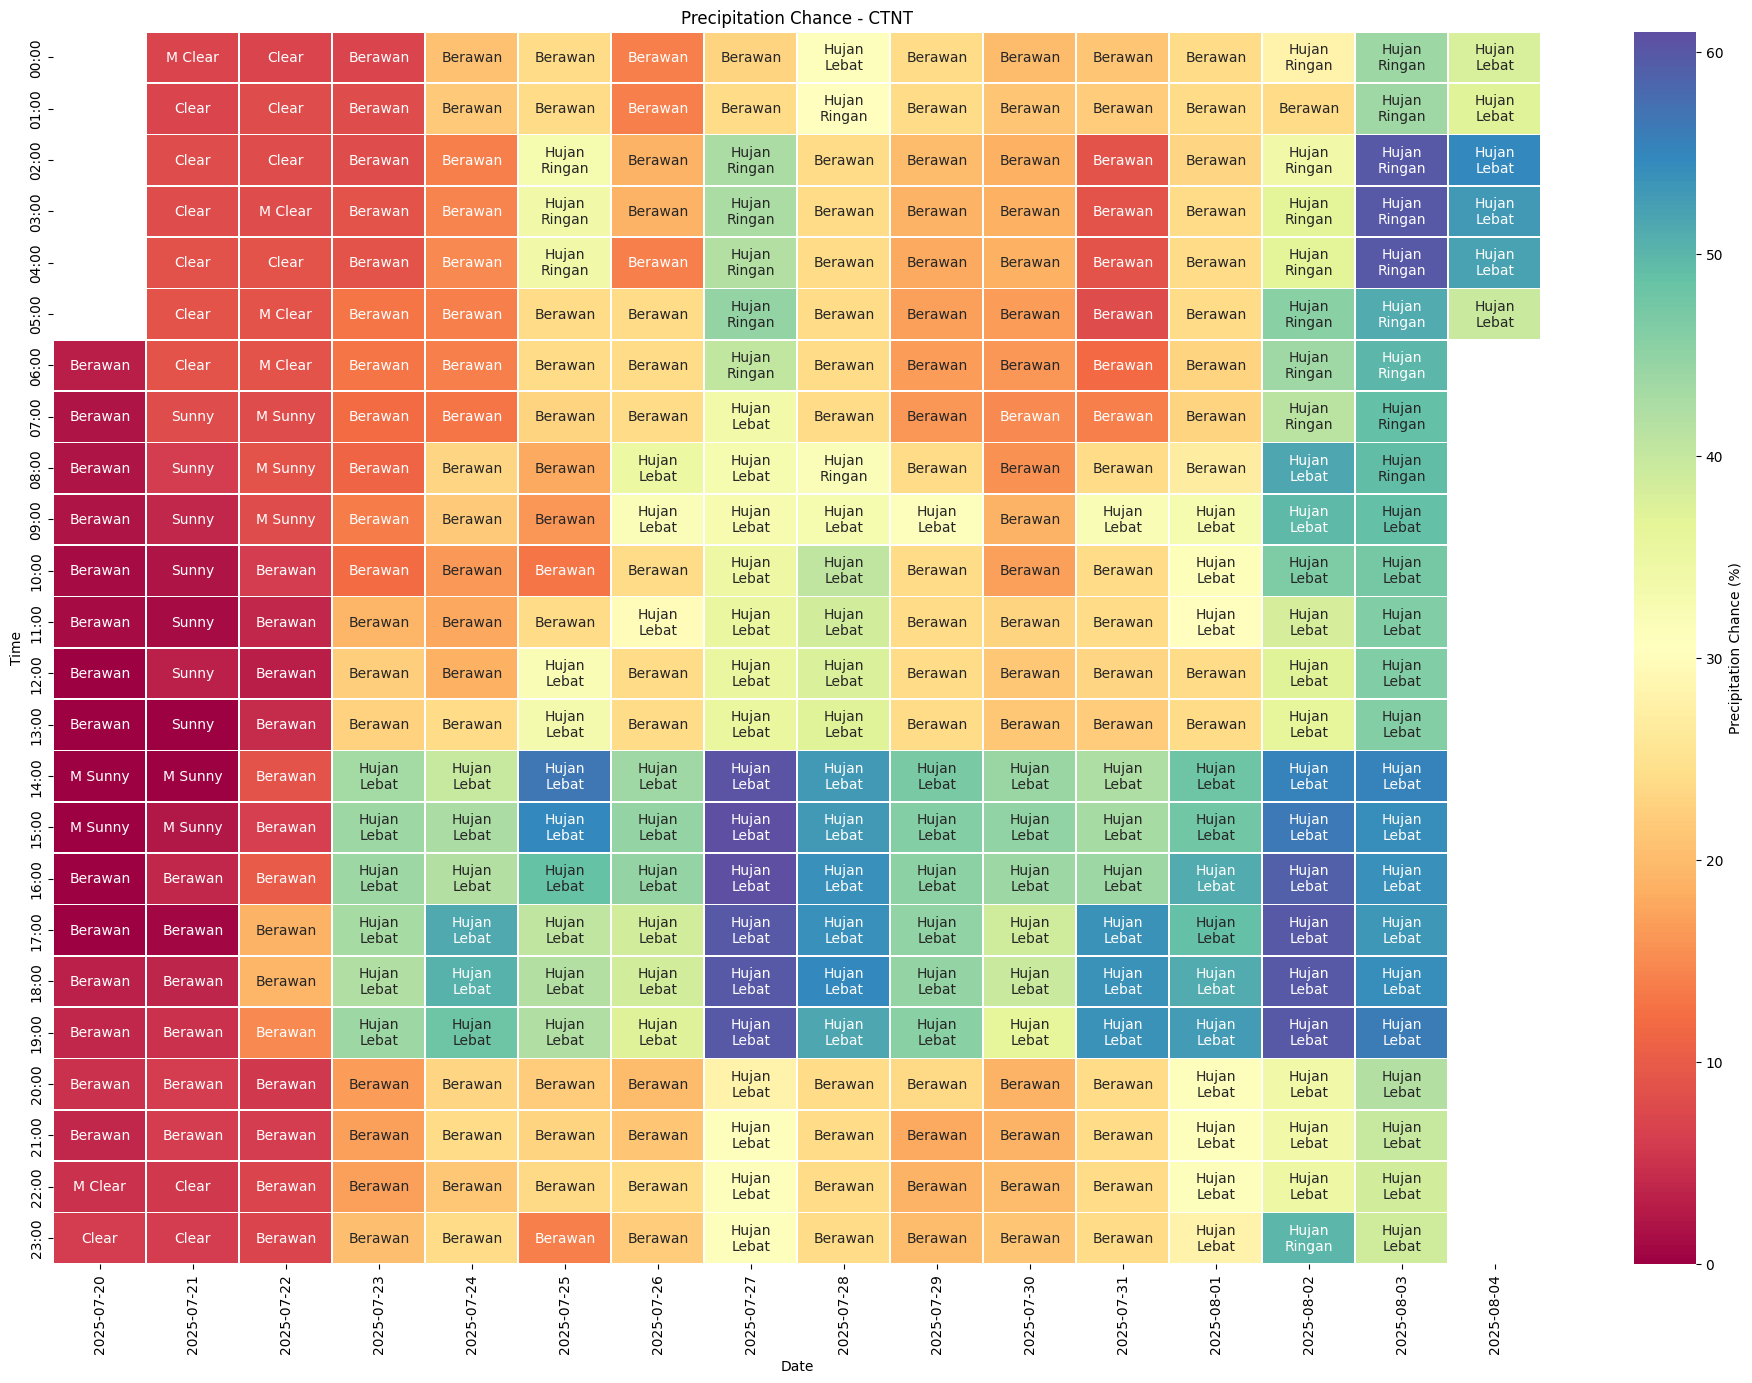 Precipitation Chance - CTNT
00:00 M Clear Clear Berawan Berawan Berawan Berawan Berawan Hujan Lebat Berawan Berawan Berawan Berawan Hujan Ringan Hujan Ringan Hujan Lebat
01:00 Clear Clear Berawan Berawan Berawan Berawan Berawan Hujan Ringan Berawan Berawan Berawan Berawan Berawan Hujan Ringan Hujan Lebat
02:00 Clear Clear Berawan Berawan Hujan Ringan Berawan Hujan Ringan Berawan Berawan Berawan Berawan Berawan Hujan Ringan Hujan Ringan Hujan Lebat
03:00 Clear M Clear Berawan Berawan Hujan Ringan Berawan Hujan Ringan Berawan Berawan Berawan Berawan Berawan Hujan Ringan Hujan Ringan Hujan Lebat
04:00 Clear Clear Berawan Berawan Hujan Ringan Berawan Hujan Ringan Berawan Berawan Berawan Berawan Berawan Hujan Ringan Hujan Ringan Hujan Lebat
05:00 Clear M Clear Berawan Berawan Berawan Berawan Hujan Ringan Berawan Berawan Berawan Berawan Berawan Hujan Ringan Hujan Ringan Hujan Lebat
06:00 Berawan Clear M Clear Berawan Berawan Berawan Berawan Hujan Ringan Berawan Berawan Berawan Berawan Berawan Hujan Ringan Hujan Ringan
07:00 Berawan Sunny M Sunny Berawan Berawan Berawan Berawan Hujan Lebat Berawan Berawan Berawan Berawan Berawan Hujan Ringan Hujan Ringan
08:00 Berawan Sunny M Sunny Berawan Berawan Berawan Hujan Lebat Hujan Lebat Hujan Ringan Berawan Berawan Berawan Berawan Hujan Lebat Hujan Ringan
09:00 Berawan Sunny M Sunny Berawan Berawan Berawan Hujan Lebat Hujan Lebat Hujan Lebat Hujan Lebat Berawan Hujan Lebat Hujan Lebat Hujan Lebat Hujan Lebat
10:00 Berawan Sunny Berawan Berawan Berawan Berawan Berawan Hujan Lebat Hujan Lebat Berawan Berawan Berawan Hujan Lebat Hujan Lebat Hujan Lebat
11:00 Berawan Sunny Berawan Berawan Berawan Berawan Hujan Lebat Hujan Lebat Hujan Lebat Berawan Berawan Berawan Hujan Lebat Hujan Lebat Hujan Lebat
12:00 Berawan Sunny Berawan Berawan Berawan Hujan Lebat Berawan Hujan Lebat Hujan Lebat Berawan Berawan Berawan Berawan Hujan Lebat Hujan Lebat
13:00 Berawan Sunny Berawan Berawan Berawan Hujan Lebat Berawan Hujan Lebat Hujan Lebat Berawan Berawan Berawan Berawan Hujan Lebat Hujan Lebat
14:00 M Sunny M Sunny Berawan Hujan Lebat Hujan Lebat Hujan Lebat Hujan Lebat Hujan Lebat Hujan Lebat Hujan Lebat Hujan Lebat Hujan Lebat Hujan Lebat Hujan Lebat Hujan Lebat
15:00 M Sunny M Sunny Berawan Hujan Lebat Hujan Lebat Hujan Lebat Hujan Lebat Hujan Lebat Hujan Lebat Hujan Lebat Hujan Lebat Hujan Lebat Hujan Lebat Hujan Lebat Hujan Lebat
16:00 Berawan Berawan Berawan Hujan Lebat Hujan Lebat Hujan Lebat Hujan Lebat Hujan Lebat Hujan Lebat Hujan Lebat Hujan Lebat Hujan Lebat Hujan Lebat Hujan Lebat Hujan Lebat
17:00 Berawan Berawan Berawan Hujan Lebat Hujan Lebat Hujan Lebat Hujan Lebat Hujan Lebat Hujan Lebat Hujan Lebat Hujan Lebat Hujan Lebat Hujan Lebat Hujan Lebat Hujan Lebat
18:00 Berawan Berawan Berawan Hujan Lebat Hujan Lebat Hujan Lebat Hujan Lebat Hujan Lebat Hujan Lebat Hujan Lebat Hujan Lebat Hujan Lebat Hujan Lebat Hujan Lebat Hujan Lebat
19:00 Berawan Berawan Berawan Hujan Lebat Hujan Lebat Hujan Lebat Hujan Lebat Hujan Lebat Hujan Lebat Hujan Lebat Hujan Lebat Hujan Lebat Hujan Lebat Hujan Lebat Hujan Lebat
20:00 Berawan Berawan Berawan Berawan Berawan Berawan Berawan Hujan Lebat Berawan Berawan Berawan Berawan Hujan Lebat Hujan Lebat Hujan Lebat
21:00 Berawan Berawan Berawan Berawan Berawan Berawan Berawan Hujan Lebat Berawan Berawan Berawan Berawan Hujan Lebat Hujan Lebat Hujan Lebat
22:00 M Clear Clear Berawan Berawan Berawan Berawan Berawan Hujan Lebat Berawan Berawan Berawan Berawan Hujan Lebat Hujan Lebat Hujan Lebat
23:00 Clear Clear Berawan Berawan Berawan Berawan Berawan Hujan Lebat Berawan Berawan Berawan Berawan Hujan Lebat Hujan Ringan Hujan Lebat
Time
2025-07-20 2025-07-21 2025-07-22 2025-07-23 2025-07-24 2025-07-25 2025-07-26 2025-07-27 2025-07-28 2025-07-29 2025-07-30 2025-07-31 2025-08-01 2025-08-02 2025-08-03 2025-08-04
Date
60
50
40
30
20
10
0
Precipitation Chance (%)